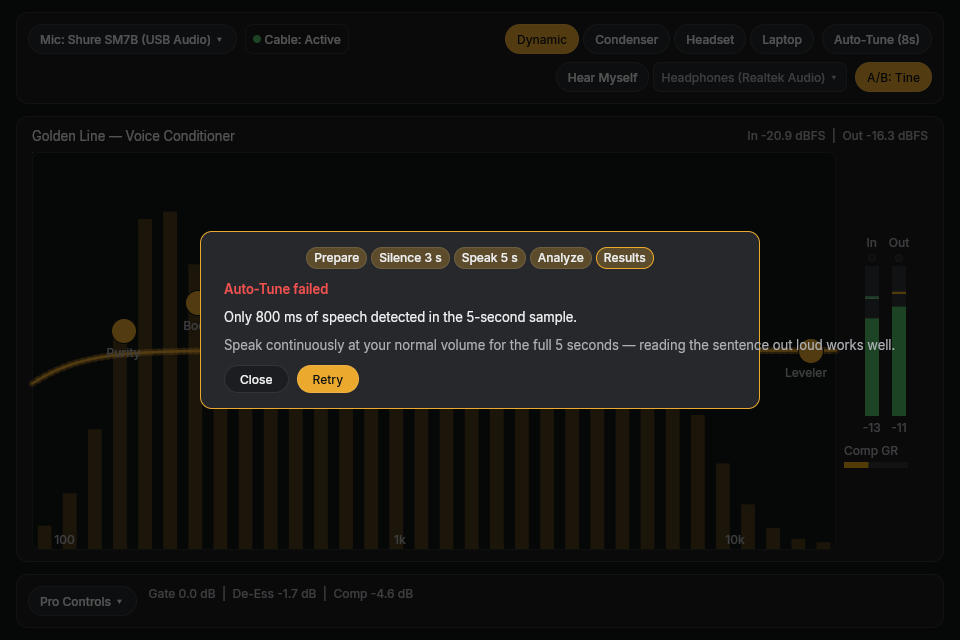 Mic: Shure SM7B (USB Audio) ▾
Cable: Active
Dynamic
Condenser
Headset
Laptop
Auto-Tune (8s)
Hear Myself
Headphones (Realtek Audio) ▾
A/B: Tine
Golden Line — Voice Conditioner
In -20.9 dBFS | Out -16.3 dBFS
In Out
Prepare
Silence 3 s
Speak 5 s
Analyze
Results
Auto-Tune failed
Only 800 ms of speech detected in the 5-second sample.
Purity
Speak continuously at your normal volume for the full 5 seconds — reading the sentence out loud works well.
Leveler
Close
Retry
-13 -11
Comp GR
100
1k
10k
Pro Controls ▾
Gate 0.0 dB | De-Ess -1.7 dB | Comp -4.6 dB